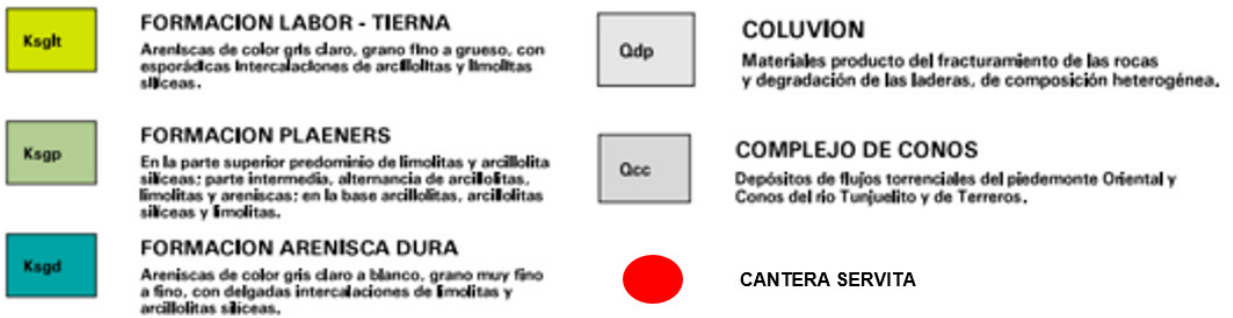 Ksglt
FORMACION LABOR - TIERNA
Areniscas de color gris claro, grano fino a grueso, con
esporádicas intercalaciones de arcillolitas y limolitas
silíceas.
Ksgp
FORMACION PLAENERS
En la parte superior predominio de limolitas y arcillolita
silíceas; parte intermedia, alternancia de arcillolitas,
limolitas y areniscas; en la base arcillolitas, arcillolitas
silíceas y limolitas.
Ksgd
FORMACION ARENISCA DURA
Areniscas de color gris claro a blanco, grano muy fino
a fino, con delgadas intercalaciones de limolitas y
arcillolitas silíceas.
Qdp
COLUVION
Materiales producto del fracturamiento de las rocas
y degradación de las laderas, de composición heterogénea.
Qcc
COMPLEJO DE CONOS
Depósitos de flujos torrenciales del piedemonte Oriental y
Conos del río Tunjuelito y de Terreros.
CANTERA SERVITA